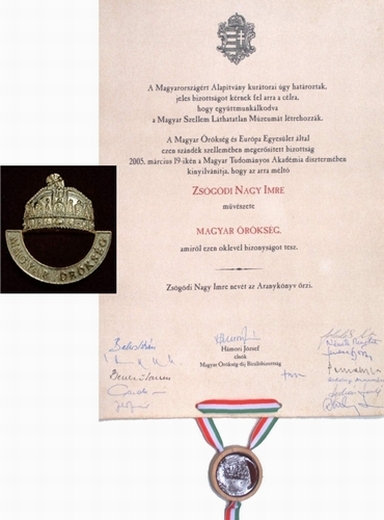 A Magyarországért Alapítvány kurátorai úgy határoztak,
jeles bizottságot kérnek fel arra a célra,
hogy együttmunkálkodva
a Magyar Szellem Láthatatlan Múzeumát létrehozzák.
A Magyar Örökség és Európa Egyesület által
ezen szándék szellemében megerősített bizottság
2005. március 19-ikén a Magyar Tudományos Akadémia dísztermében
kinyilvánítja, hogy az arra méltó
ZSÖGÖDI NAGY IMRE
művészete
MAGYAR ÖRÖKSÉG,
amiről ezen oklevél bizonyságot tesz.
Zsögödi Nagy Imre nevét az Aranykönyv őrzi.
MAGYAR ÖRÖKSÉG
Hámori József
elnök
Magyar Örökség-díj Bírálóbizottság